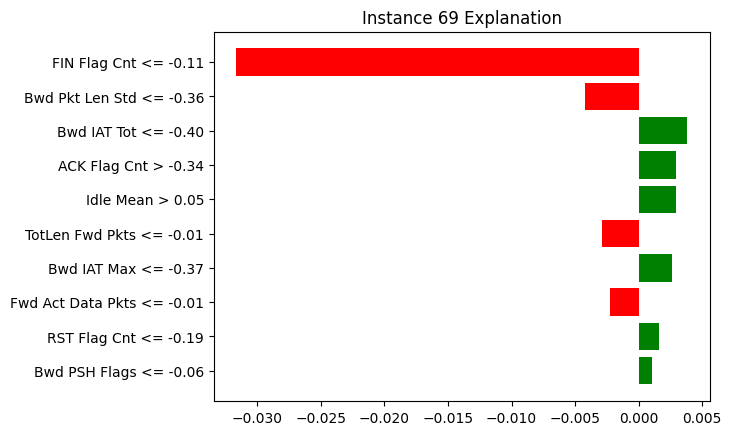 Instance 69 Explanation
FIN Flag Cnt <= -0.11
Bwd Pkt Len Std <= -0.36
Bwd IAT Tot <= -0.40
ACK Flag Cnt > -0.34
Idle Mean > 0.05
TotLen Fwd Pkts <= -0.01
Bwd IAT Max <= -0.37
Fwd Act Data Pkts <= -0.01
RST Flag Cnt <= -0.19
Bwd PSH Flags <= -0.06
−0.030 −0.025 −0.020 −0.015 −0.010 −0.005 0.000 0.005